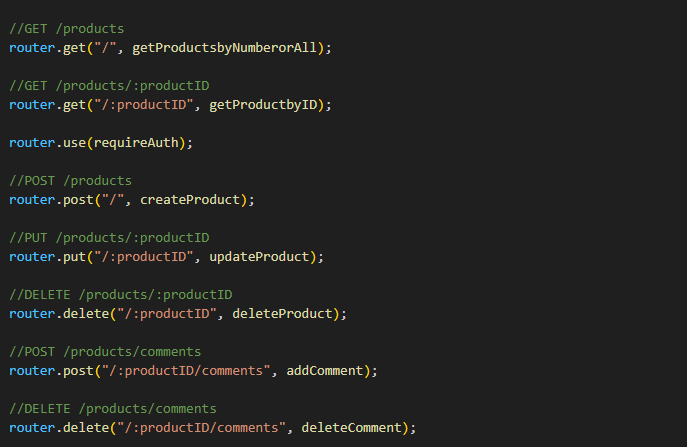 //GET /products
router.get("/", getProductsbyNumberorAll);
//GET /products/:productID
router.get("/:productID", getProductbyID);
router.use(requireAuth);
//POST /products
router.post("/", createProduct);
//PUT /products/:productID
router.put("/:productID", updateProduct);
//DELETE /products/:productID
router.delete("/:productID", deleteProduct);
//POST /products/comments
router.post("/:productID/comments", addComment);
//DELETE /products/comments
router.delete("/:productID/comments", deleteComment);